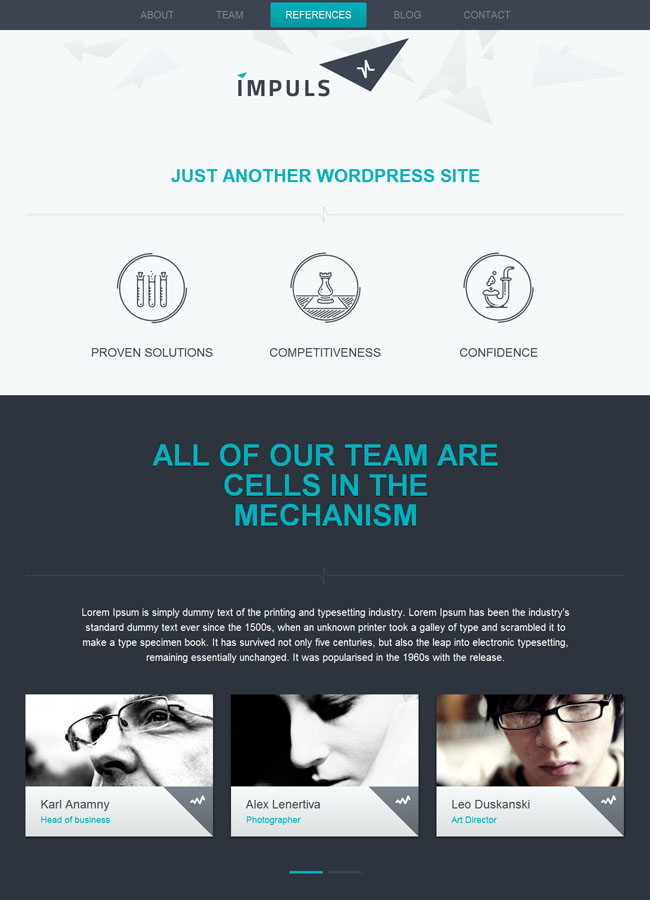 ABOUT TEAM REFERENCES BLOG CONTACT
IMPULS
JUST ANOTHER WORDPRESS SITE
PROVEN SOLUTIONS COMPETITIVENESS CONFIDENCE
ALL OF OUR TEAM ARE
CELLS IN THE
MECHANISM
Lorem Ipsum is simply dummy text of the printing and typesetting industry. Lorem Ipsum has been the industry's
standard dummy text ever since the 1500s, when an unknown printer took a galley of type and scrambled it to
make a type specimen book. It has survived not only five centuries, but also the leap into electronic typesetting,
remaining essentially unchanged. It was popularised in the 1960s with the release.
Karl Anamny
Head of business
Alex Lenertiva
Photographer
Leo Duskanski
Art Director